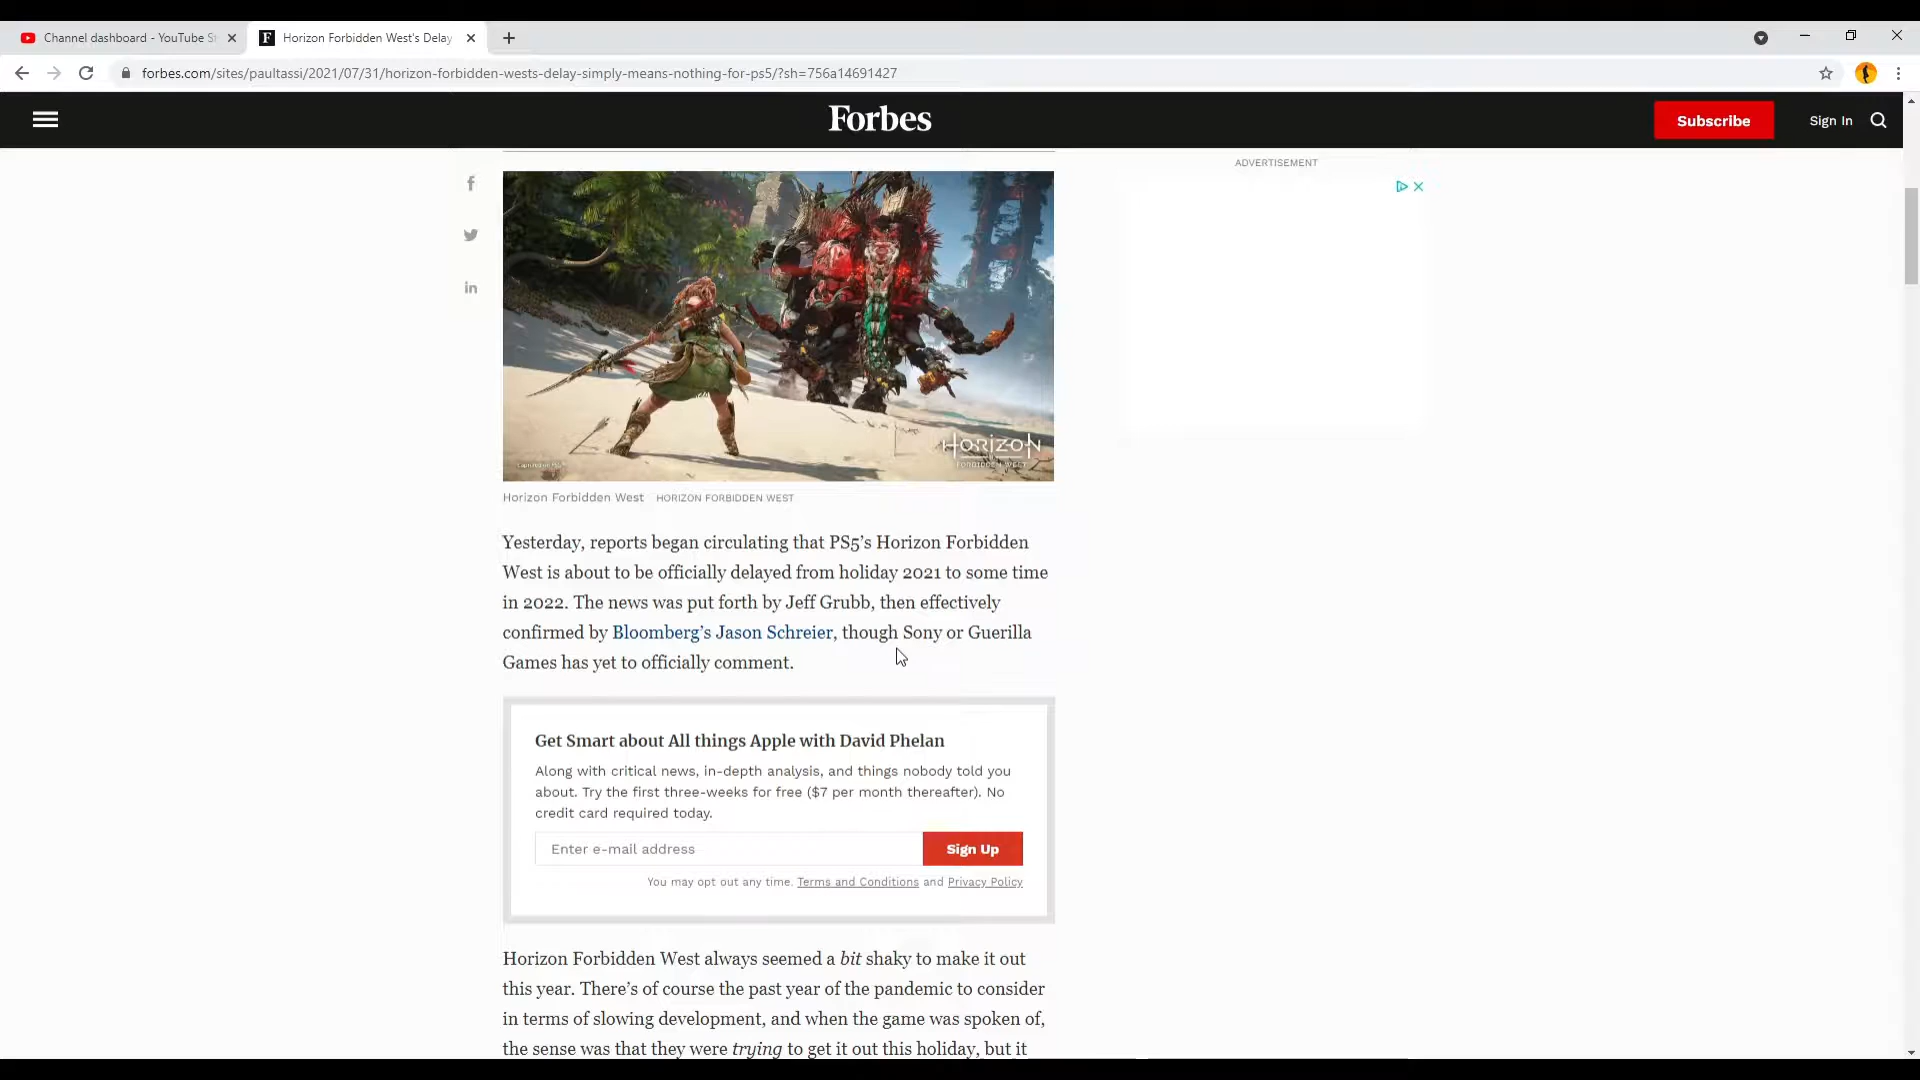 Channel dashboard - YouTube St
Horizon Forbidden West's Delay
forbes.com/sites/paultassi/2021/07/31/horizon-forbidden-wests-delay-simply-means-nothing-for-ps5/?sh=756a14691427
Forbes
Subscribe
Sign In
ADVERTISEMENT
HORIZON
FORBIDDEN WEST
Horizon Forbidden West HORIZON FORBIDDEN WEST
Yesterday, reports began circulating that PS5’s Horizon Forbidden
West is about to be officially delayed from holiday 2021 to some time
in 2022. The news was put forth by Jeff Grubb, then effectively
confirmed by Bloomberg’s Jason Schreier, though Sony or Guerilla
Games has yet to officially comment.
Get Smart about All things Apple with David Phelan
Along with critical news, in-depth analysis, and things nobody told you
about. Try the first three-weeks for free ($7 per month thereafter). No
credit card required today.
Enter e-mail address
Sign Up
You may opt out any time. Terms and Conditions and Privacy Policy
Horizon Forbidden West always seemed a bit shaky to make it out
this year. There’s of course the past year of the pandemic to consider
in terms of slowing development, and when the game was spoken of,
the sense was that they were trying to get it out this holiday, but it